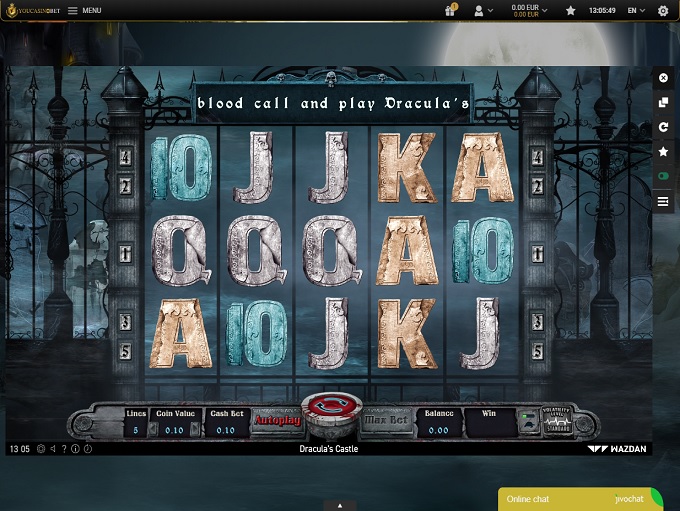 YOUCASINOBET MENU 0.00 EUR 0.00 EUR 13:05:49 EN
blood call and play Dracula's
4 10 J J K A 4
2 2
1 Q Q Q A 10 1
3 A 10 J K J 3
5 5
Lines Coin Value Cash Bet Autoplay Max Bet Balance Win VOLATILITY LEVEL
5 0.10 0.10 0.00 STANDARD
13 05 Dracula's Castle WAZDAN
Online chat jivochat